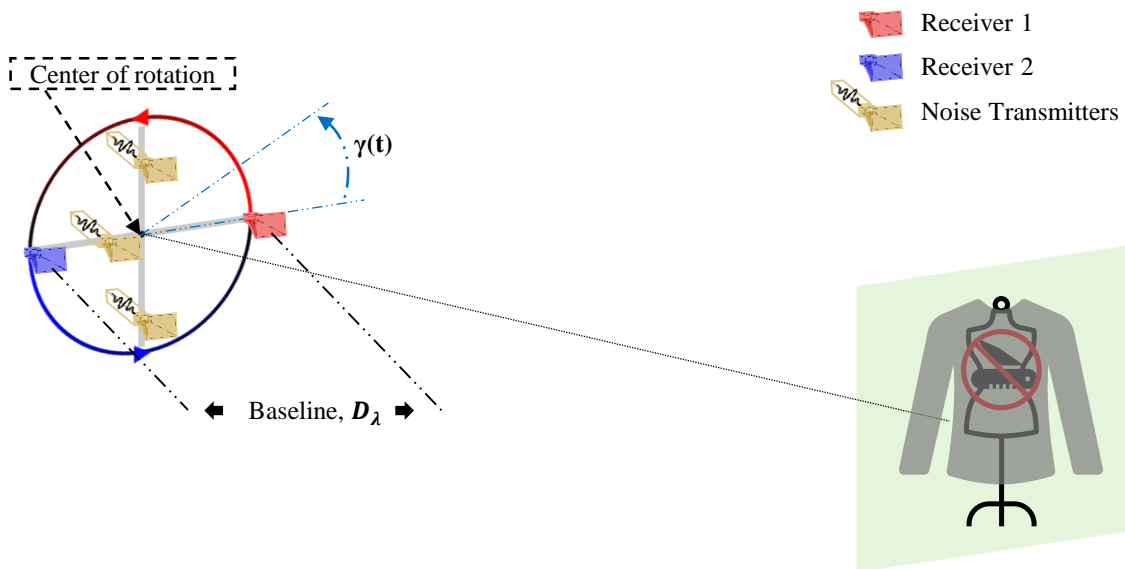 Receiver 1
Center of rotation
Receiver 2
Noise Transmitters
γ(t)
Baseline, D_λ